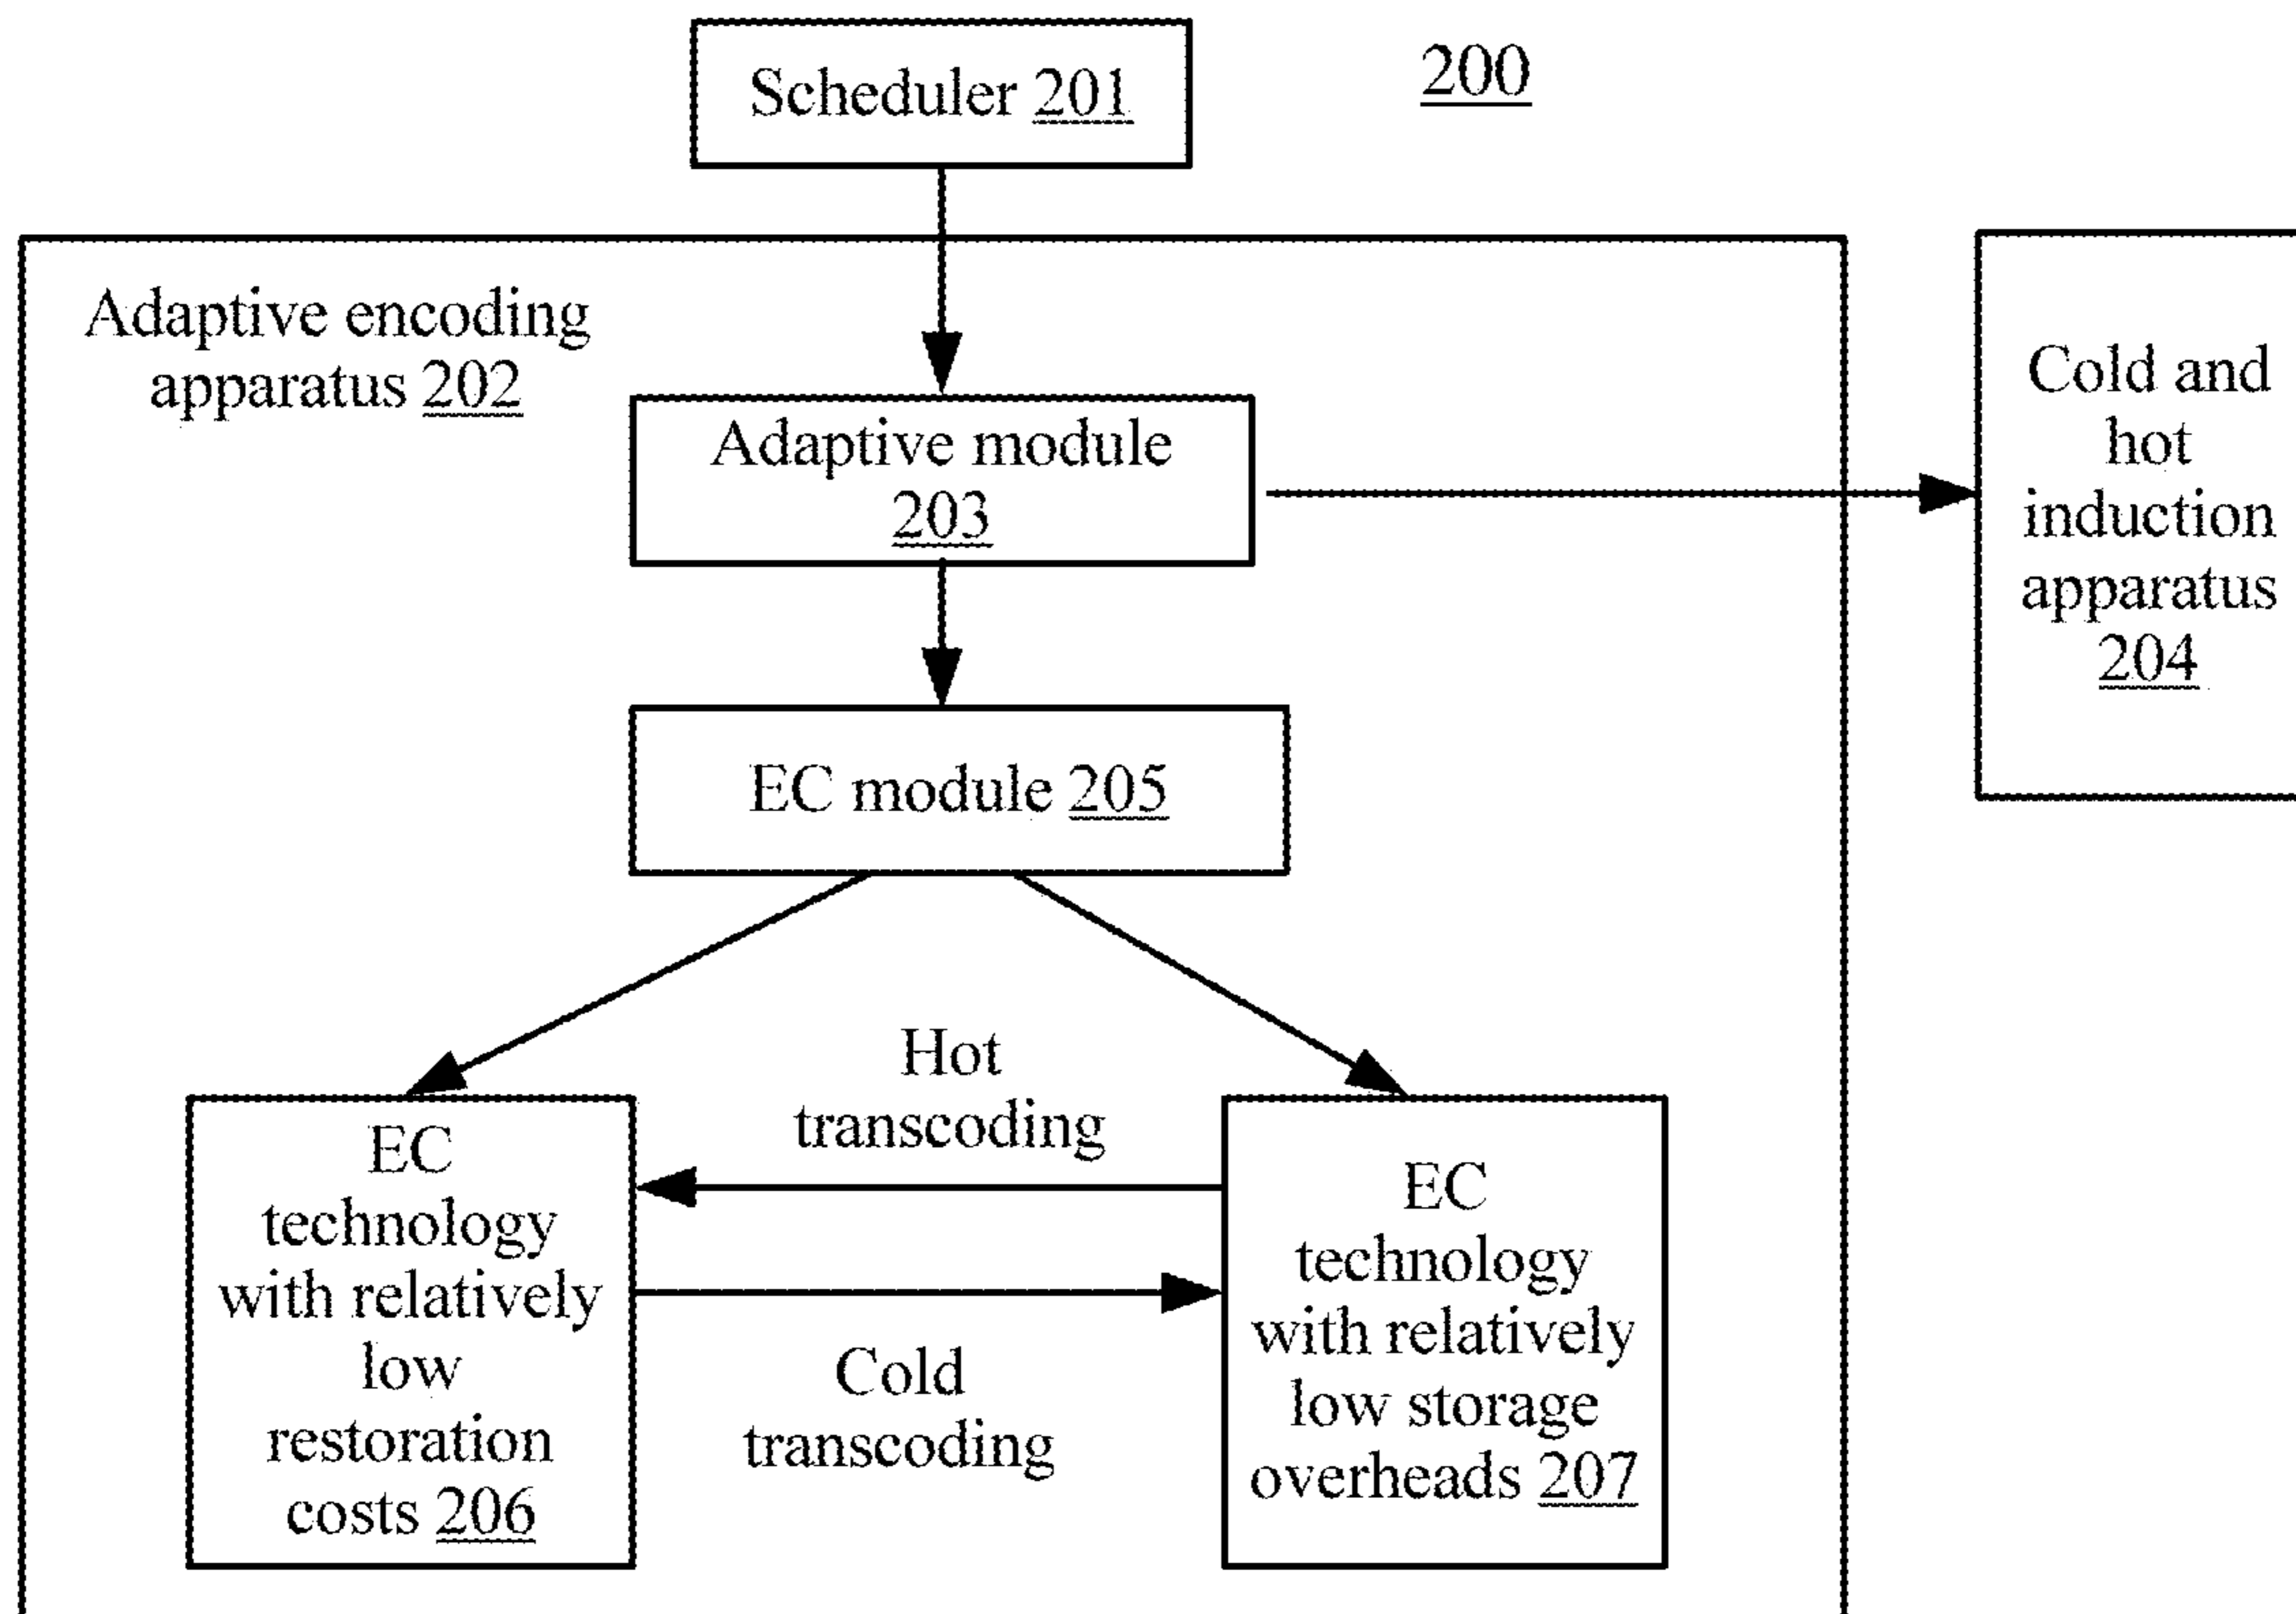 Scheduler 201
200
Adaptive encoding
apparatus 202
Adaptive module
203
Cold and
hot
induction
apparatus
204
EC module 205
Hot
transcoding
EC
technology
with relatively
low
restoration
costs 206
EC
technology
with relatively
low storage
overheads 207
Cold
transcoding